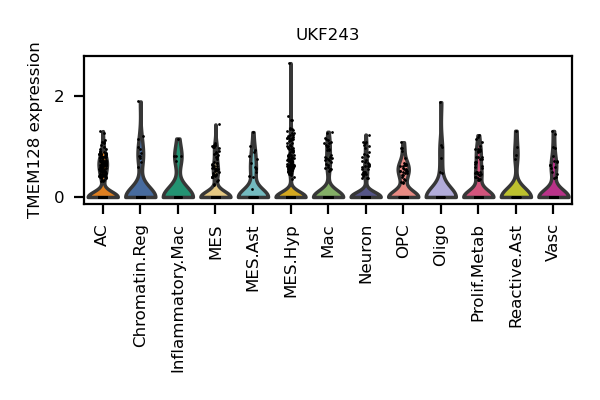 UKF243
TMEM128 expression
2
0
AC
Chromatin.Reg
Inflammatory.Mac
MES
MES.Ast
MES.Hyp
Mac
Neuron
OPC
Oligo
Prolif.Metab
Reactive.Ast
Vasc